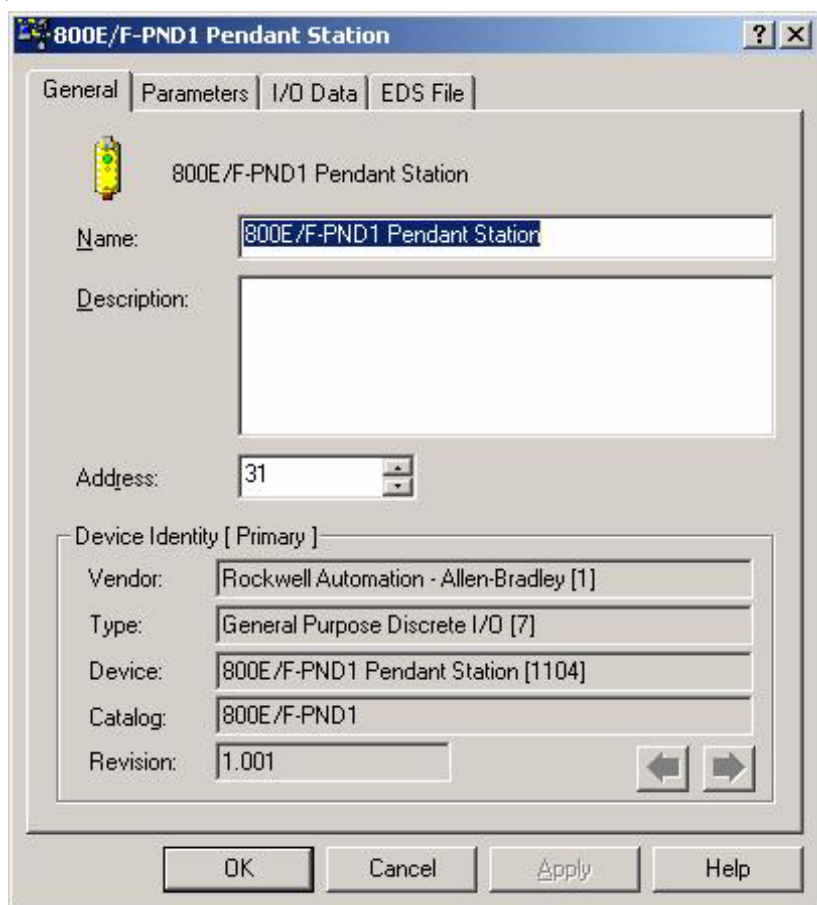 800E/F-PND1 Pendant Station
General Parameters I/O Data EDS File
800E/F-PND1 Pendant Station
Name: 800E/F-PND1 Pendant Station
Description:
Address: 31
Device Identity [ Primary ]
Vendor: Rockwell Automation - Allen-Bradley [1]
Type: General Purpose Discrete I/O [7]
Device: 800E/F-PND1 Pendant Station [1104]
Catalog: 800E/F-PND1
Revision: 1.001
OK Cancel Apply Help